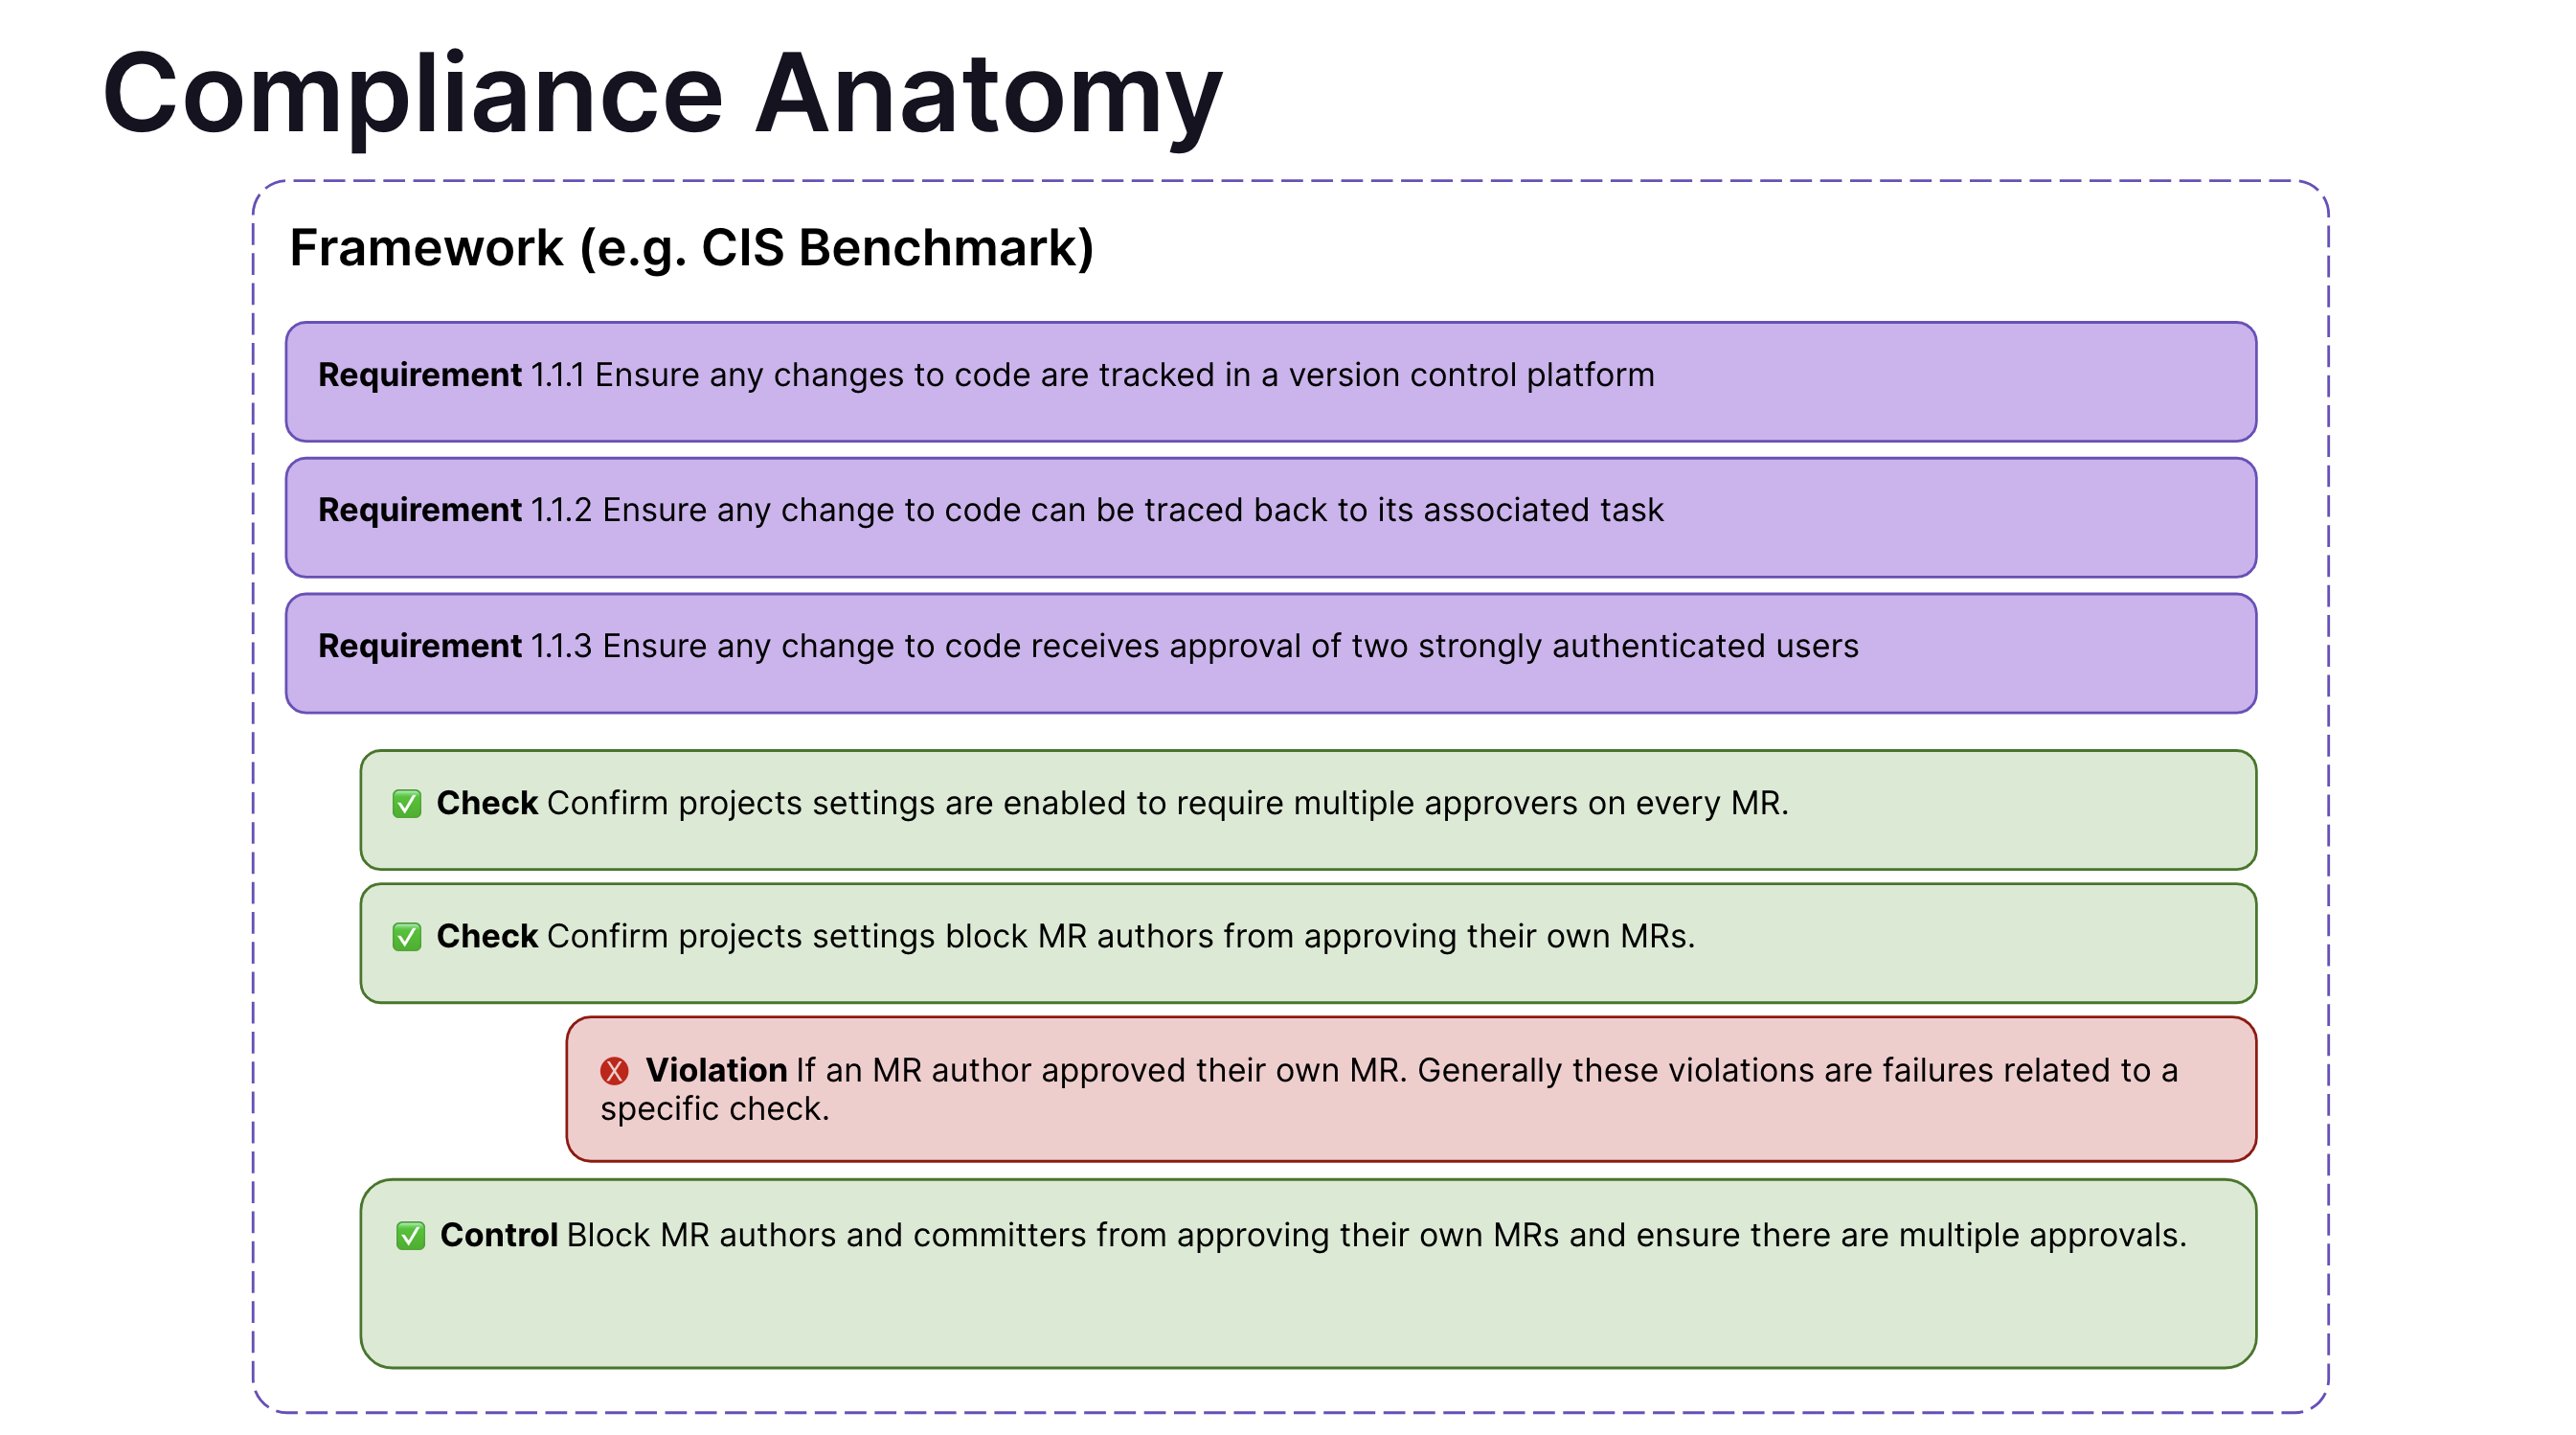 Compliance Anatomy
Framework (e.g. CIS Benchmark)
Requirement 1.1.1 Ensure any changes to code are tracked in a version control platform
Requirement 1.1.2 Ensure any change to code can be traced back to its associated task
Requirement 1.1.3 Ensure any change to code receives approval of two strongly authenticated users
✅ Check Confirm projects settings are enabled to require multiple approvers on every MR.
✅ Check Confirm projects settings block MR authors from approving their own MRs.
X Violation If an MR author approved their own MR. Generally these violations are failures related to a
specific check.
✅ Control Block MR authors and committers from approving their own MRs and ensure there are multiple approvals.